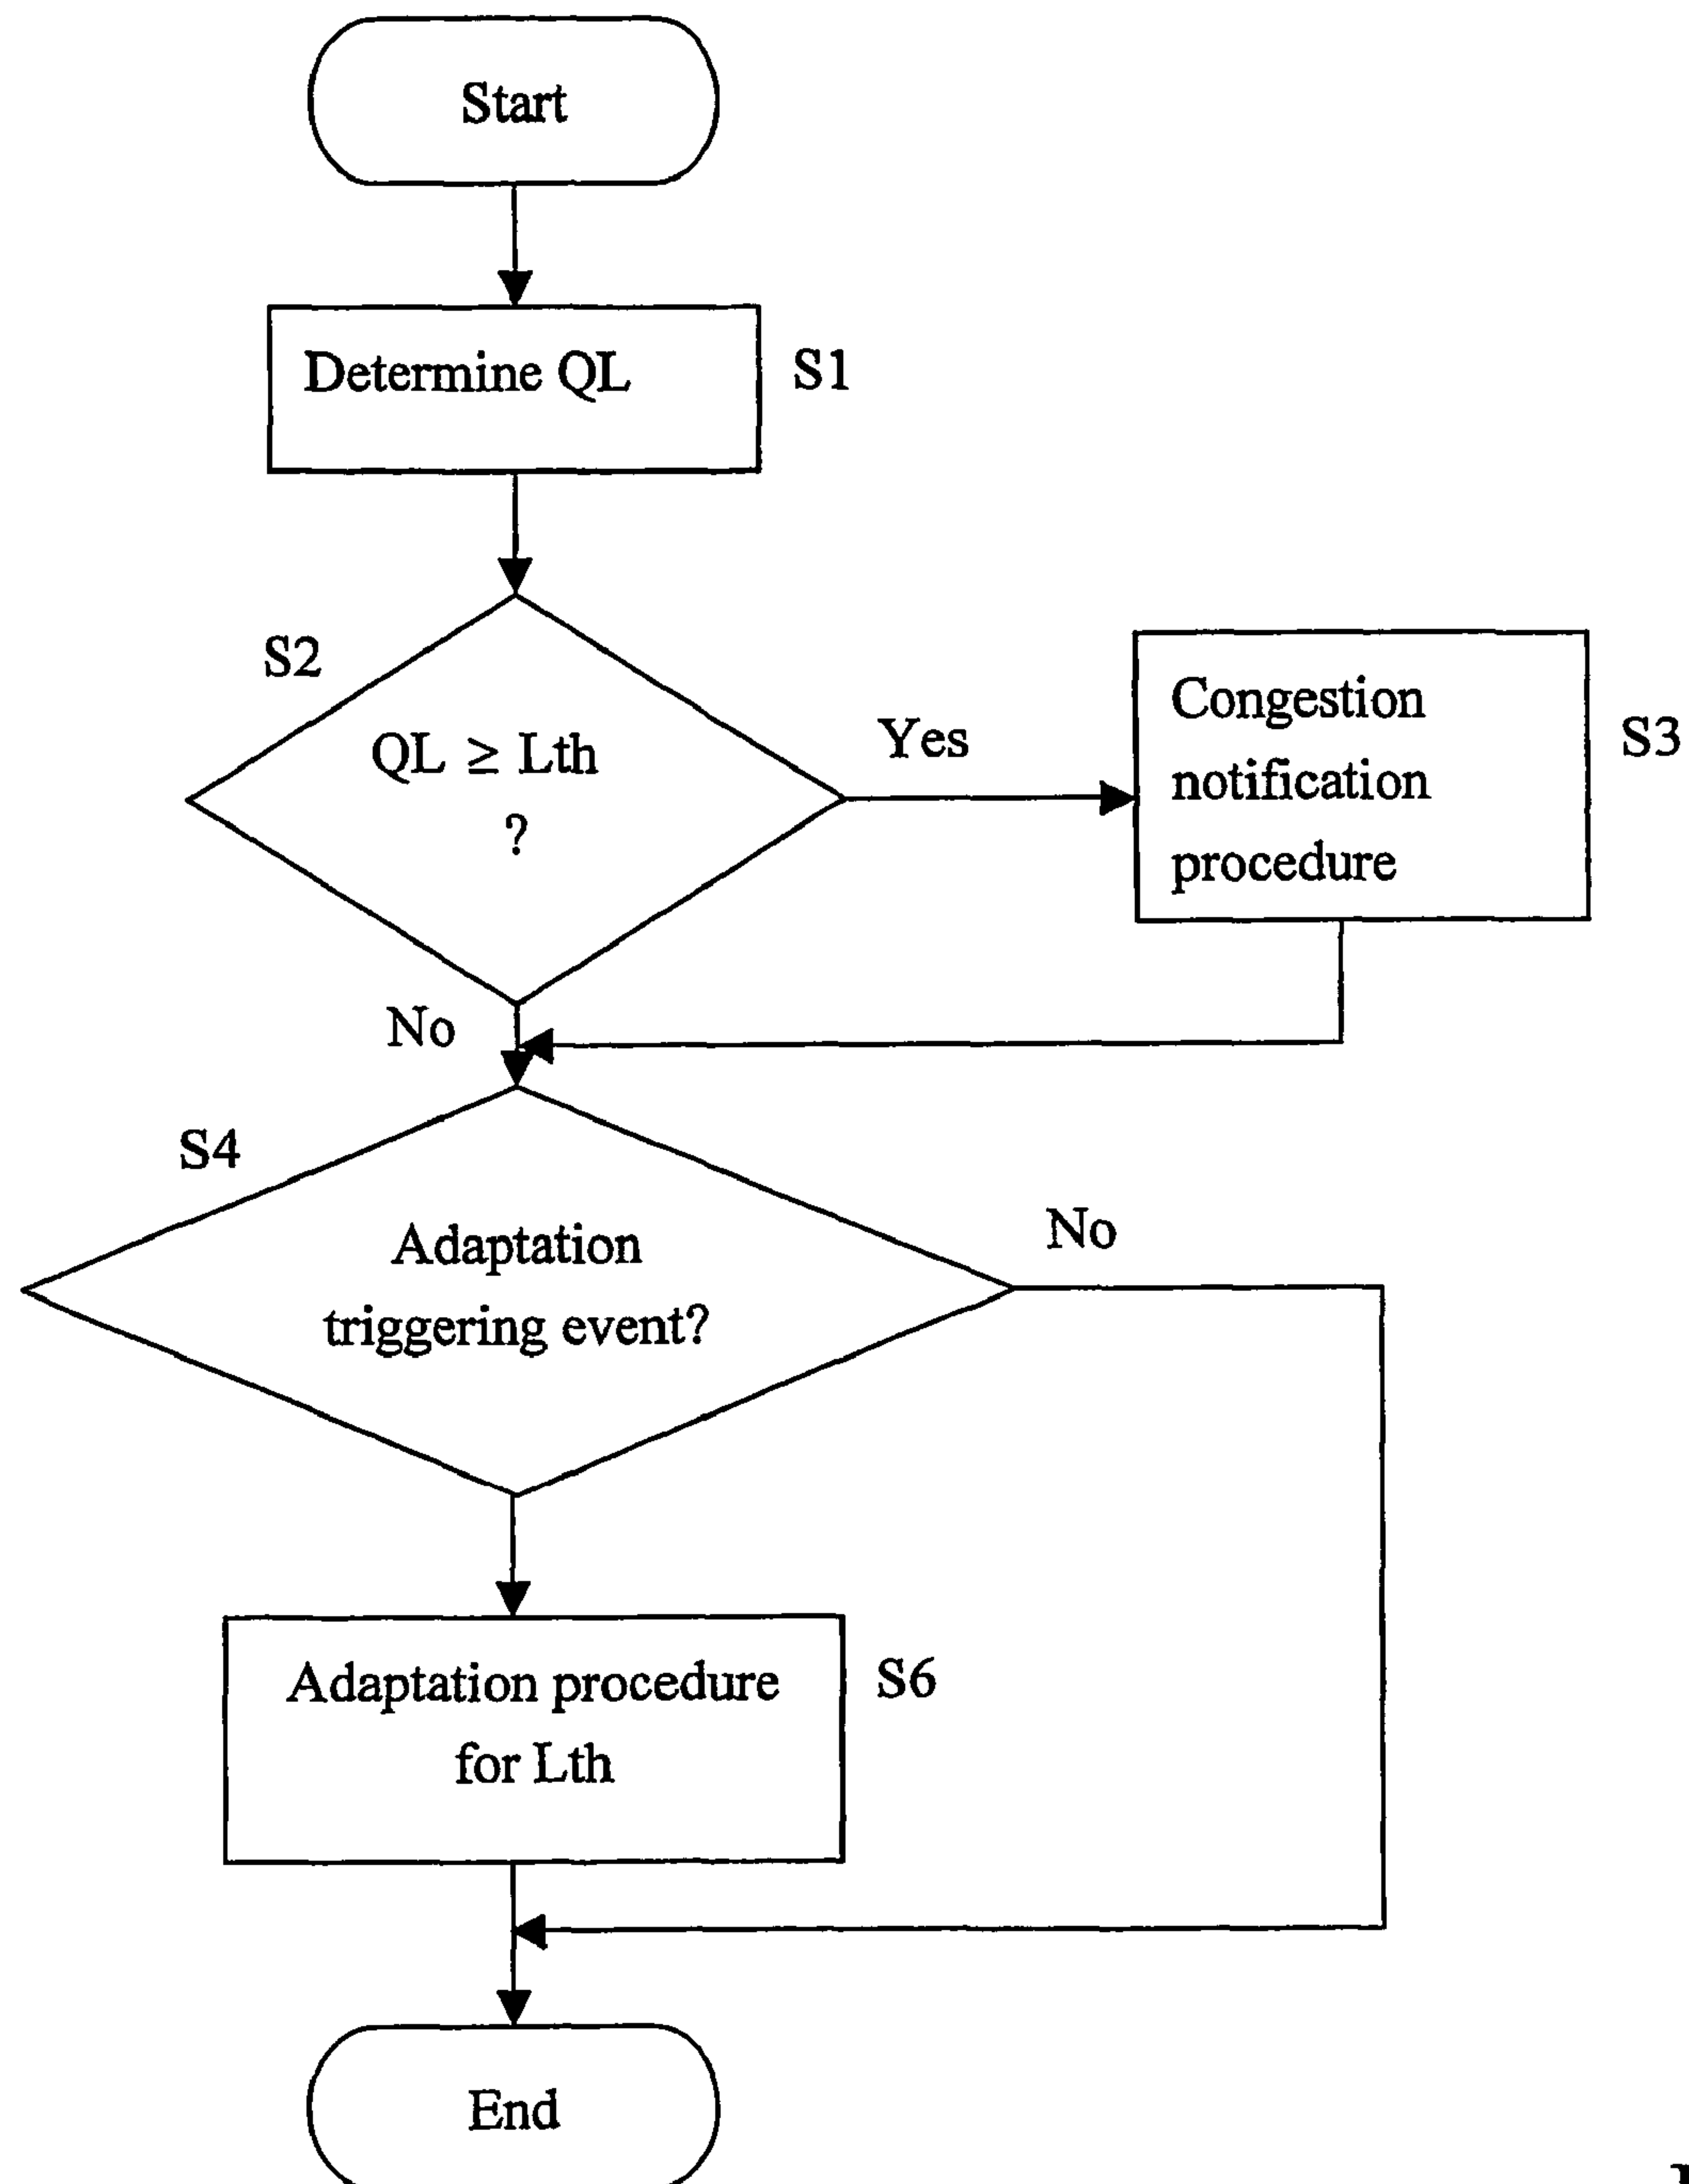 Start
Determine QL
S1
S2
QL ≥ Lth
?
Yes
Congestion
notification
procedure
S3
No
S4
Adaptation
triggering event?
No
Adaptation procedure
for Lth
S6
End